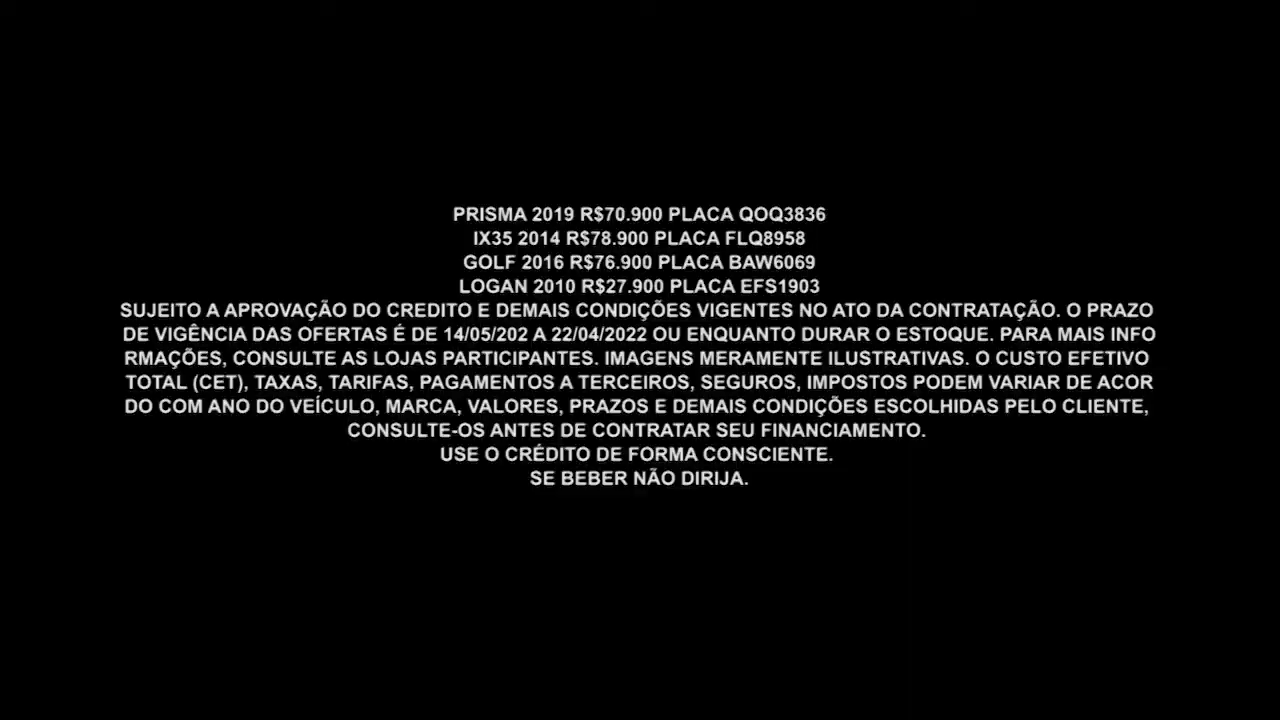 PRISMA 2019 R$70.900 PLACA QOQ3836
IX35 2014 R$78.900 PLACA FLQ8958
GOLF 2016 R$76.900 PLACA BAW6069
LOGAN 2010 R$27.900 PLACA EFS1903
SUJEITO A APROVAÇÃO DO CREDITO E DEMAIS CONDIÇÕES VIGENTES NO ATO DA CONTRATAÇÃO. O PRAZO
DE VIGÊNCIA DAS OFERTAS É DE 14/05/202 A 22/04/2022 OU ENQUANTO DURAR O ESTOQUE. PARA MAIS INFO
RMAÇÕES, CONSULTE AS LOJAS PARTICIPANTES. IMAGENS MERAMENTE ILUSTRATIVAS. O CUSTO EFETIVO
TOTAL (CET), TAXAS, TARIFAS, PAGAMENTOS A TERCEIROS, SEGUROS, IMPOSTOS PODEM VARIAR DE ACOR
DO COM ANO DO VEÍCULO, MARCA, VALORES, PRAZOS E DEMAIS CONDIÇÕES ESCOLHIDAS PELO CLIENTE,
CONSULTE-OS ANTES DE CONTRATAR SEU FINANCIAMENTO.
USE O CRÉDITO DE FORMA CONSCIENTE.
SE BEBER NÃO DIRIJA.